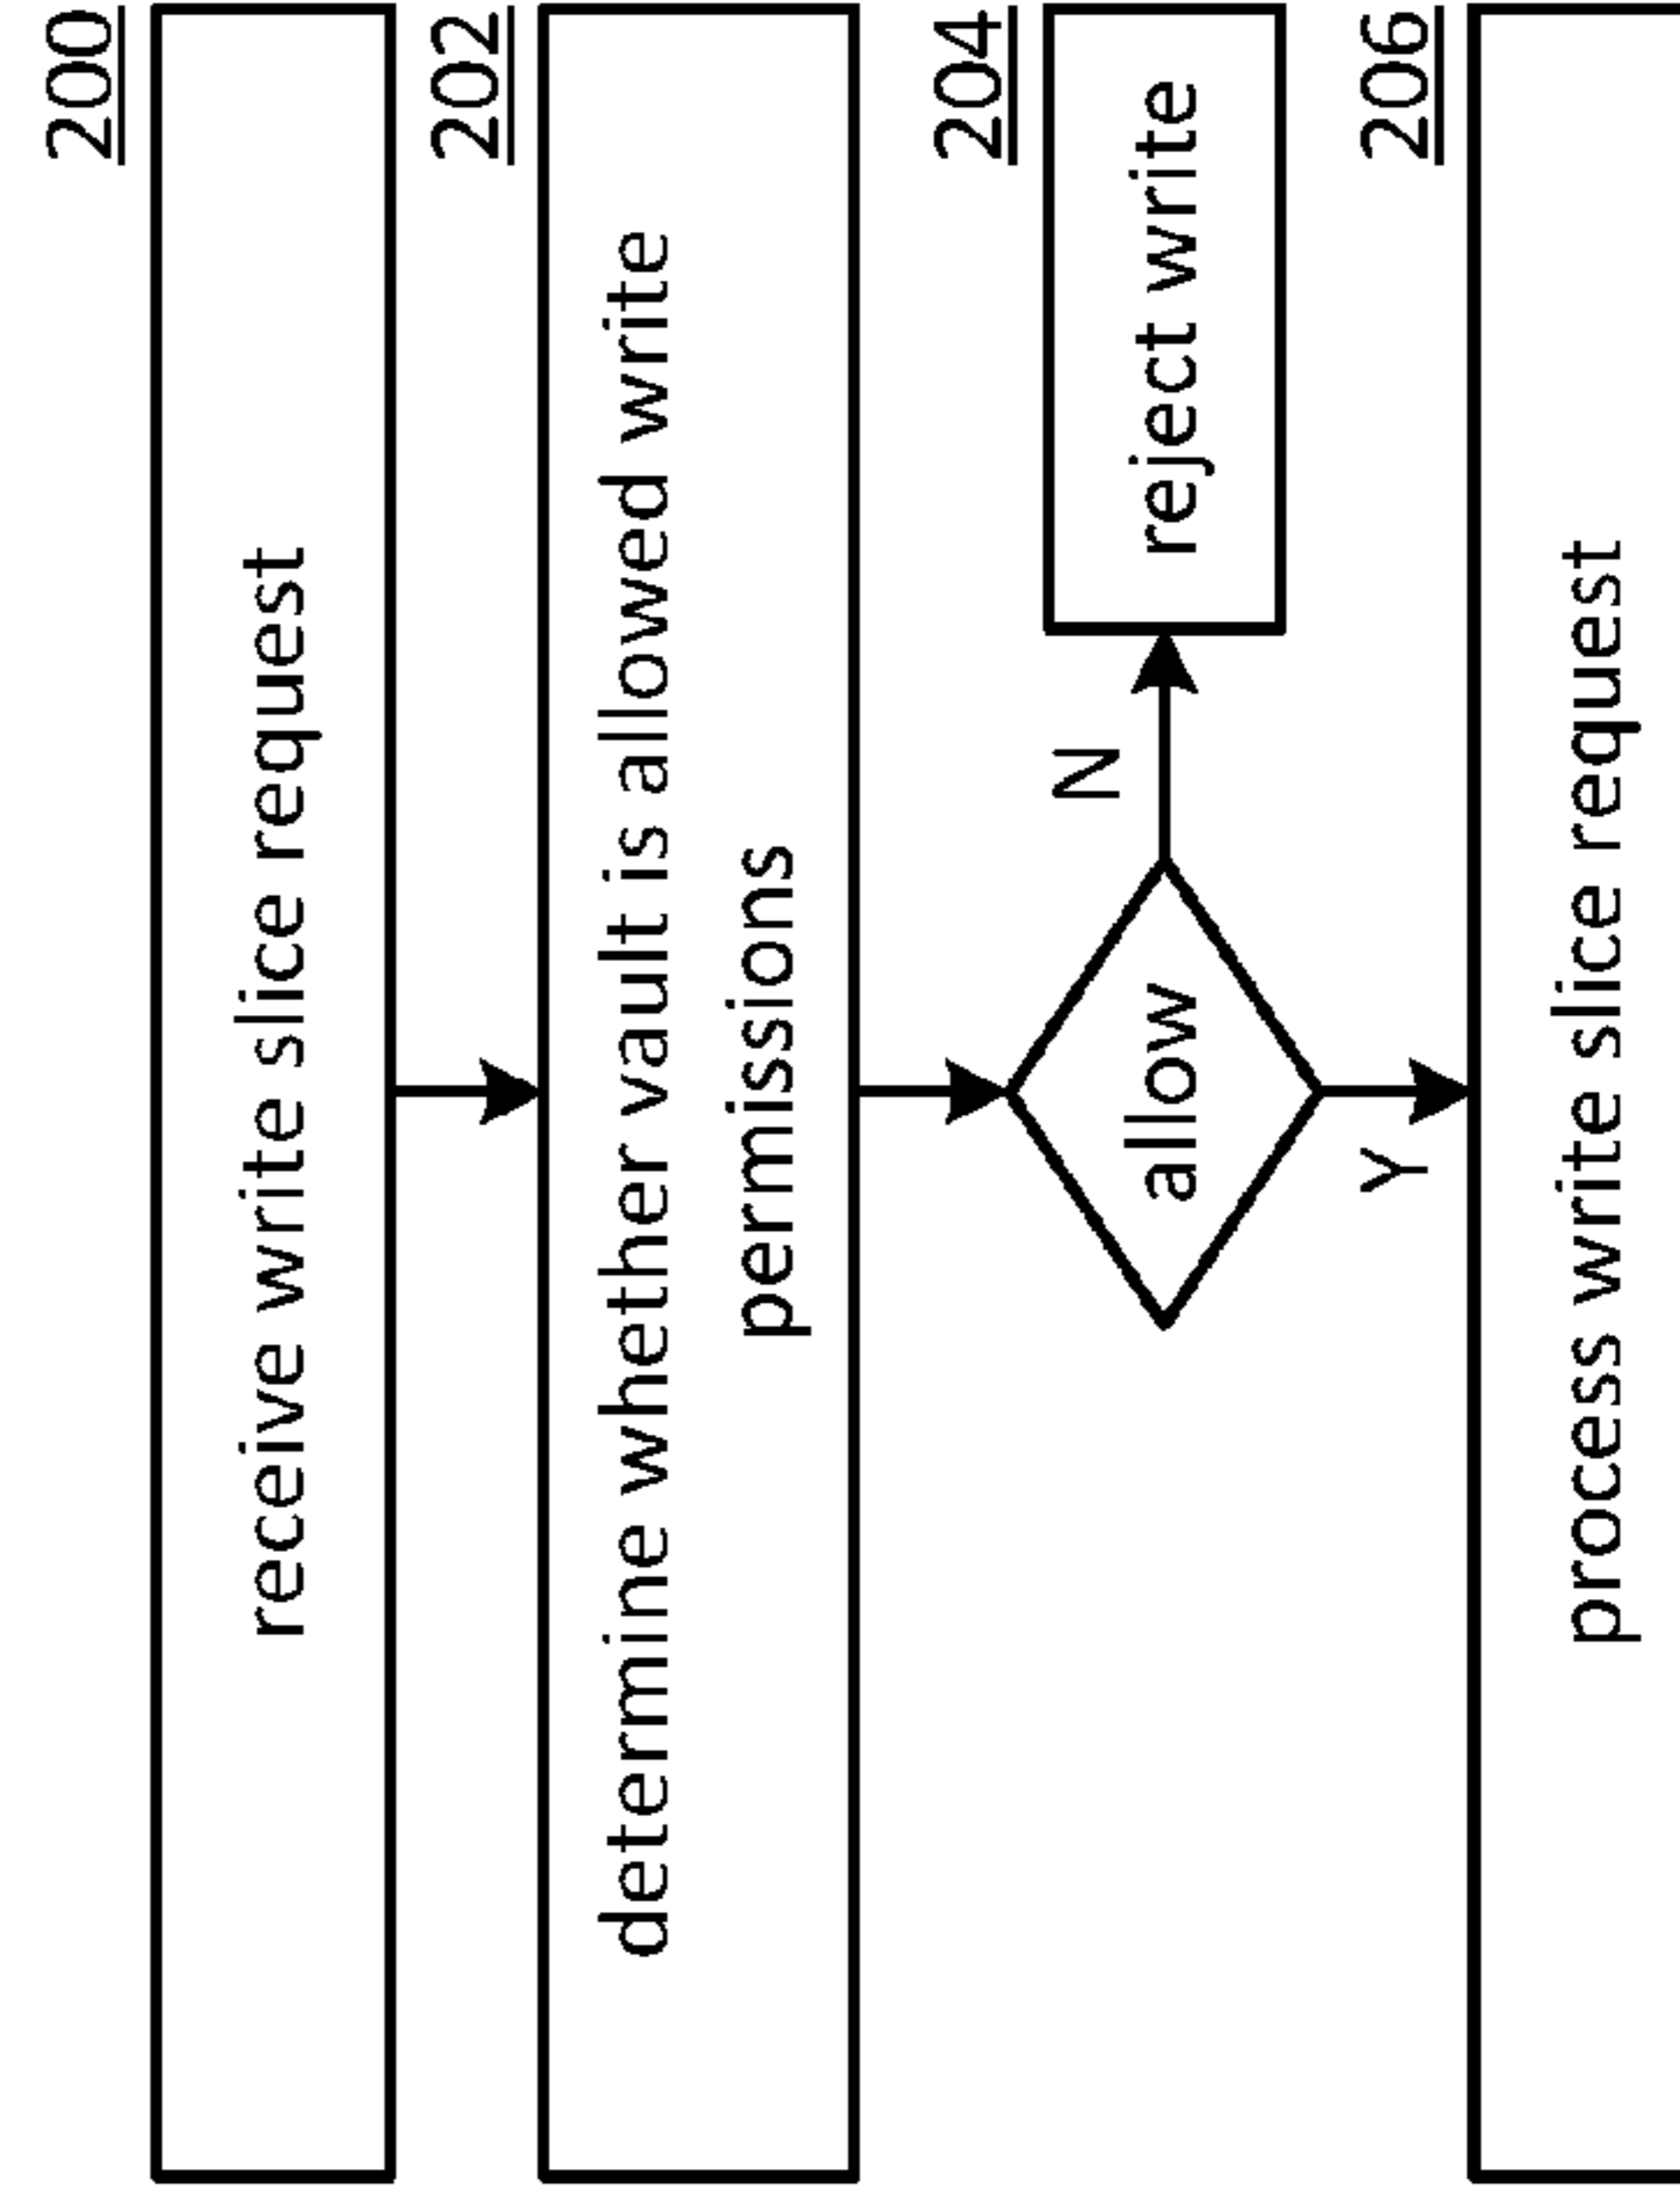 200
receive write slice request
202
determine whether vault is allowed write
permissions
204
allow
N
reject write
Y
206
process write slice request